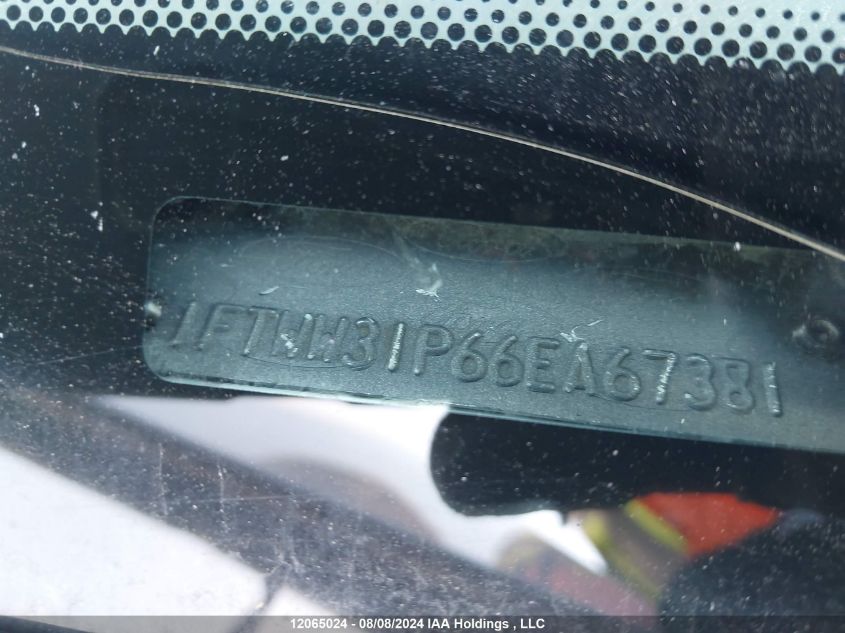 1FTWW31P66EA67381
12065024 - 08/08/2024 IAA Holdings , LLC